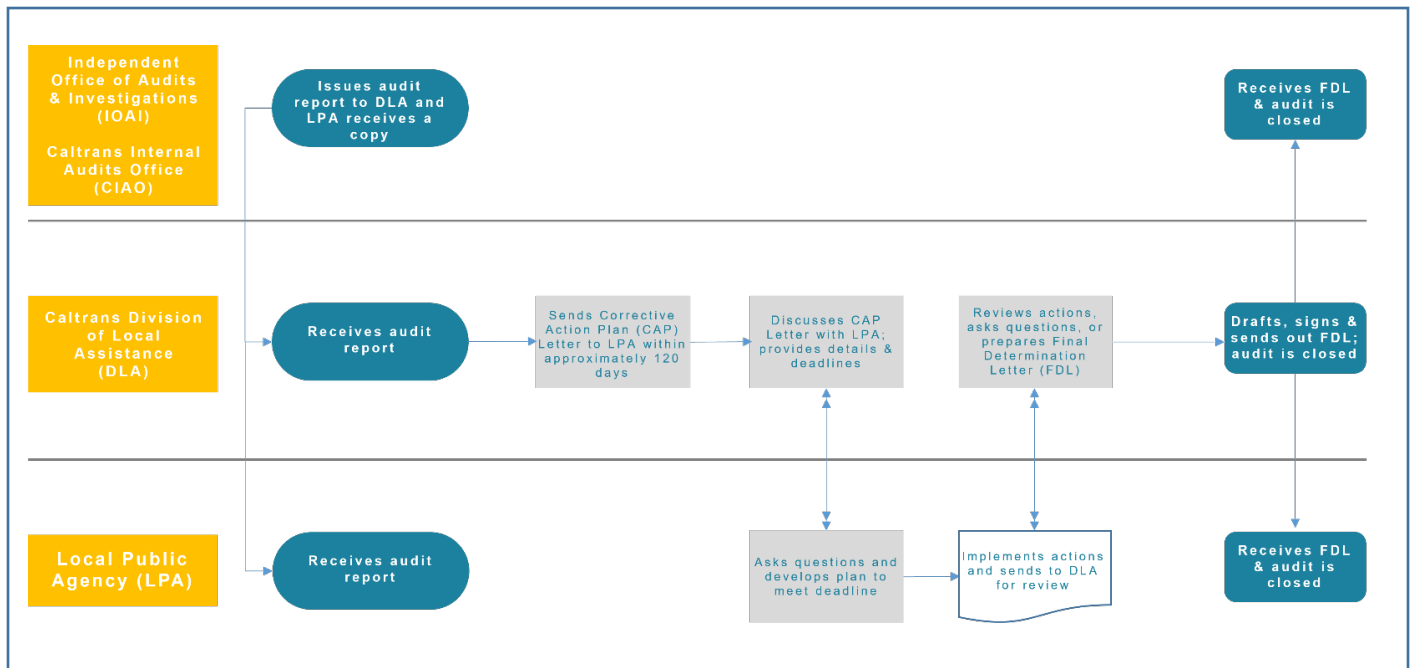 Independent
Office of Audits
& Investigations
(IOAI)
Caltrans Internal
Audits Office
(CIAO)
Issues audit
report to DLA and
LPA receives a
copy
Receives FDL
& audit is
closed
Caltrans Division
of Local
Assistance
(DLA)
Receives audit
report
Sends Corrective
Action Plan (CAP)
Letter to LPA within
approximately 120
days
Discusses CAP
Letter with LPA;
provides details &
deadlines
Reviews actions,
asks questions, or
prepares Final
Determination
Letter (FDL)
Drafts, signs &
sends out FDL;
audit is closed
Local Public
Agency (LPA)
Receives audit
report
Asks questions and
develops plan to
meet deadline
Implements actions
and sends to DLA
for review
Receives FDL
& audit is
closed